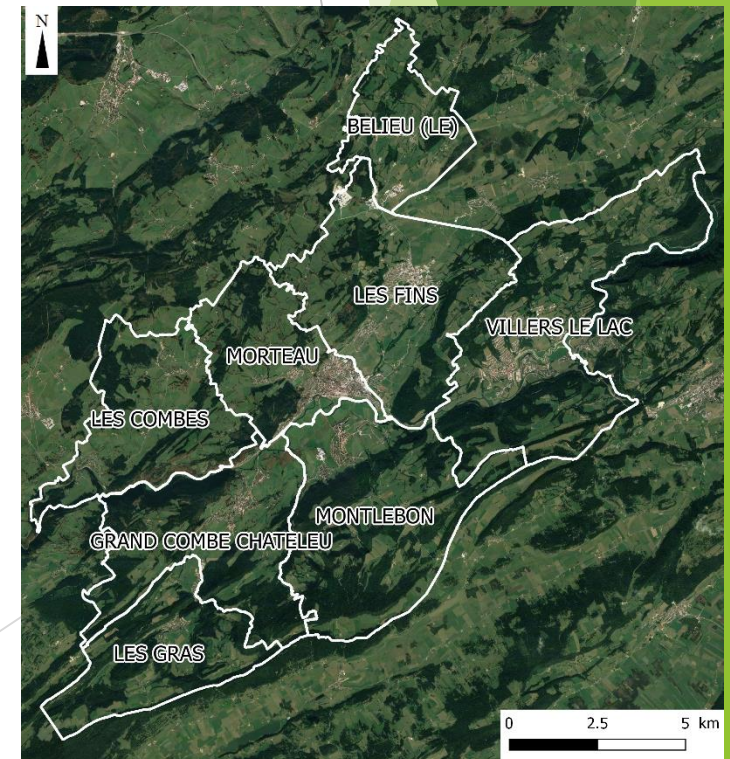 N
BELIEU (LE)
LES FINS
VILLERS LE LAC
MORTEAU
LES COMBES
MONTLEBON
GRAND COMBE CHATELEU
LES GRAS
0 2.5 5 km